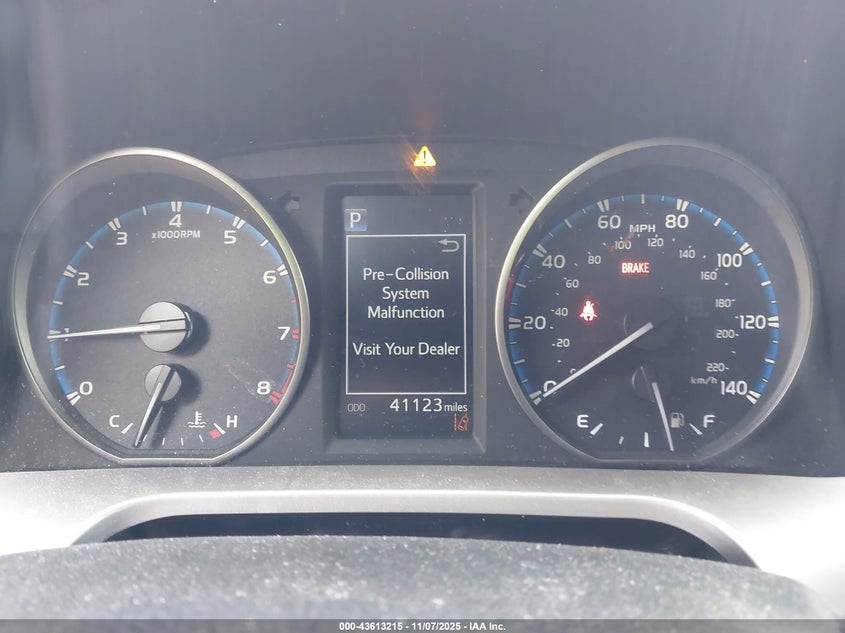 0
1
2
3
4
5
6
7
8
x1000RPM
C
H
P
Pre-Collision
System
Malfunction
Visit Your Dealer
ODO 41123 miles
0
20
40
60
80
100
120
140
MPH
BRAKE
20
40
60
80
100
120
140
160
180
200
220
km/h
E
F
000-43613215 - 11/07/2025 - IAA Inc.